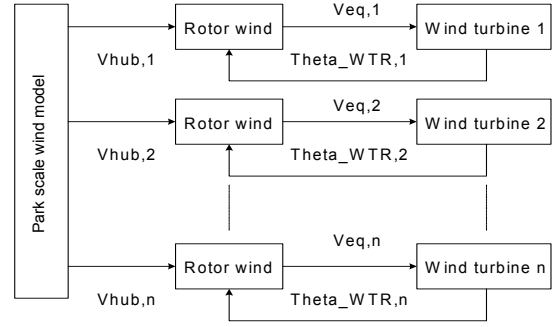 Park scale wind model
Vhub,1
Rotor wind
Veq,1
Theta_WTR,1
Wind turbine 1
Vhub,2
Rotor wind
Veq,2
Theta_WTR,2
Wind turbine 2
Vhub,n
Rotor wind
Veq,n
Theta_WTR,n
Wind turbine n